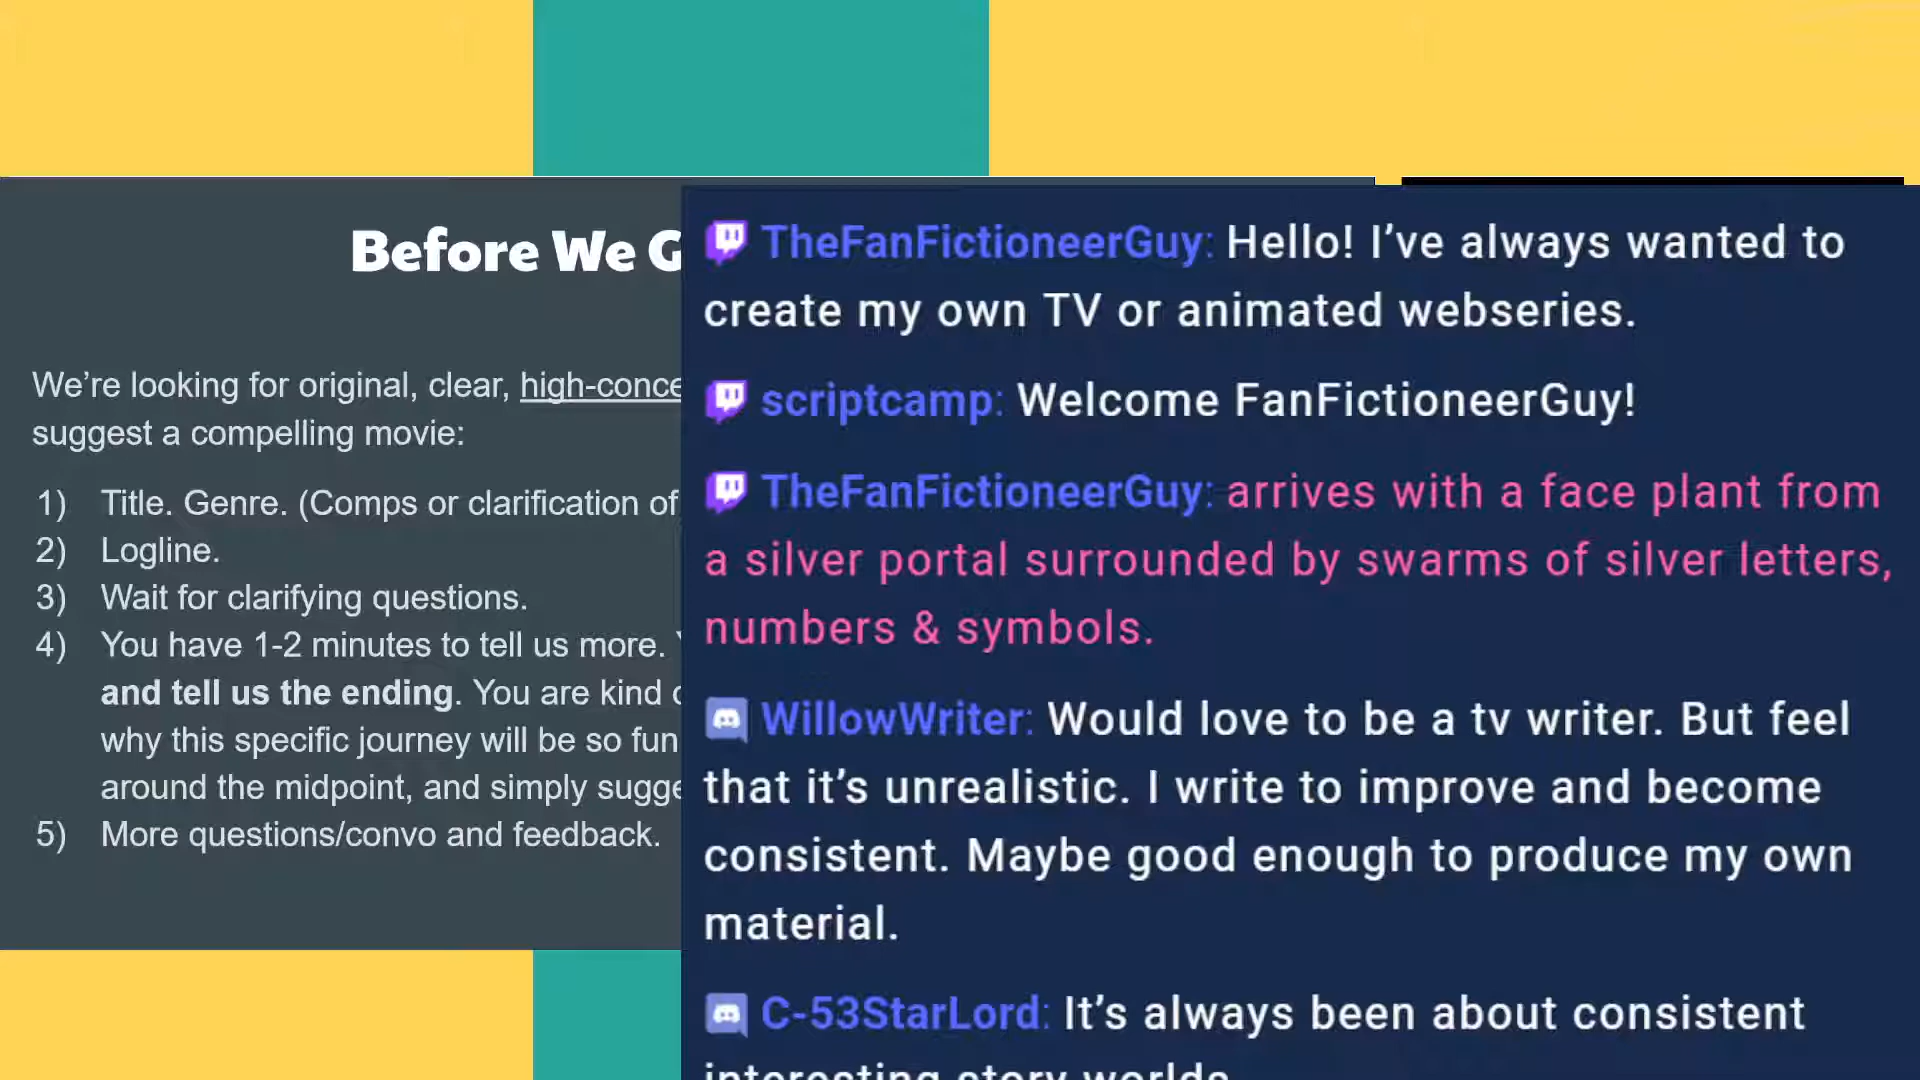 Before We G
We’re looking for original, clear, high-conce
suggest a compelling movie:
1) Title. Genre. (Comps or clarification of
2) Logline.
3) Wait for clarifying questions.
4) You have 1-2 minutes to tell us more.
and tell us the ending. You are kind
why this specific journey will be so fun
around the midpoint, and simply sugge
5) More questions/convo and feedback.
TheFanFictioneerGuy: Hello! I’ve always wanted to
create my own TV or animated webseries.
scriptcamp: Welcome FanFictioneerGuy!
TheFanFictioneerGuy: arrives with a face plant from
a silver portal surrounded by swarms of silver letters,
numbers & symbols.
WillowWriter: Would love to be a tv writer. But feel
that it’s unrealistic. I write to improve and become
consistent. Maybe good enough to produce my own
material.
C-53StarLord: It’s always been about consistent
interesting story worlds